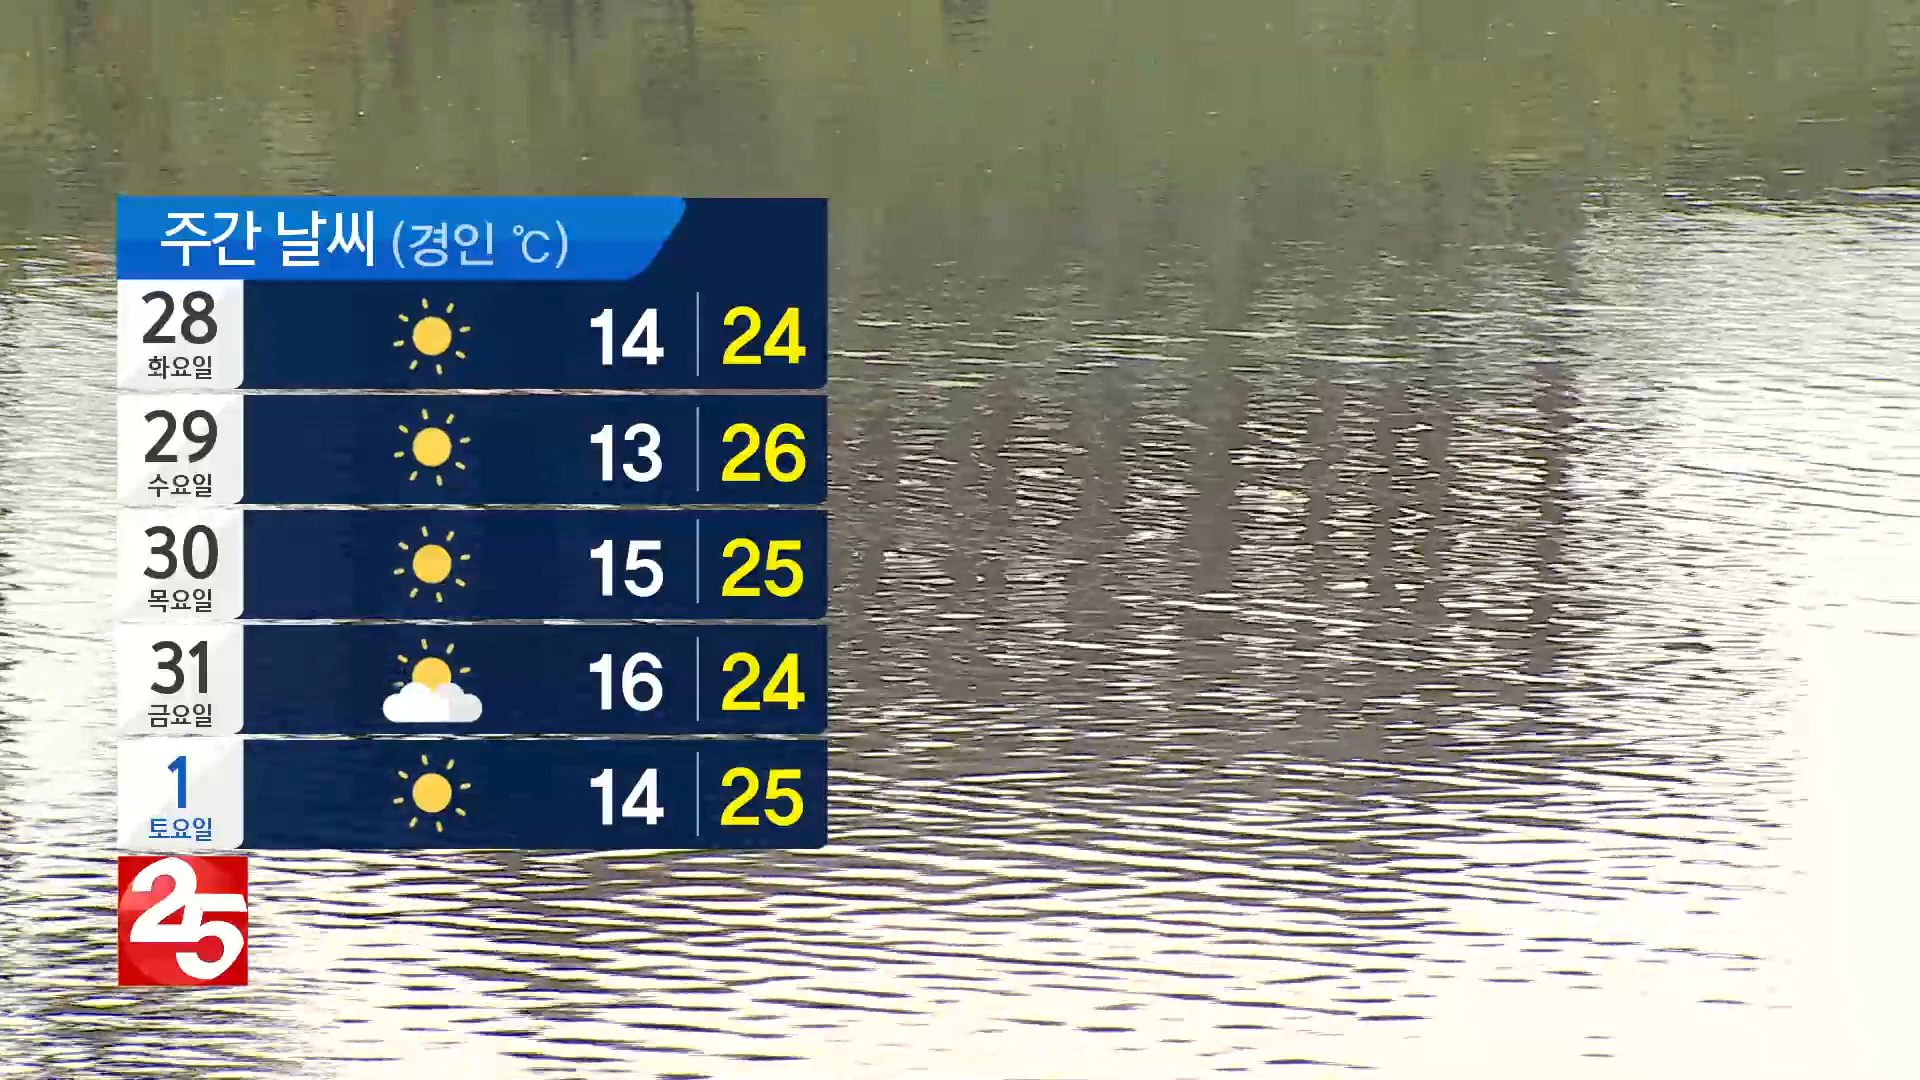 주간 날씨 (경인 ℃)
28 14 24
화요일
29 13 26
수요일
30 15 25
목요일
31 16 24
금요일
1 14 25
토요일
25